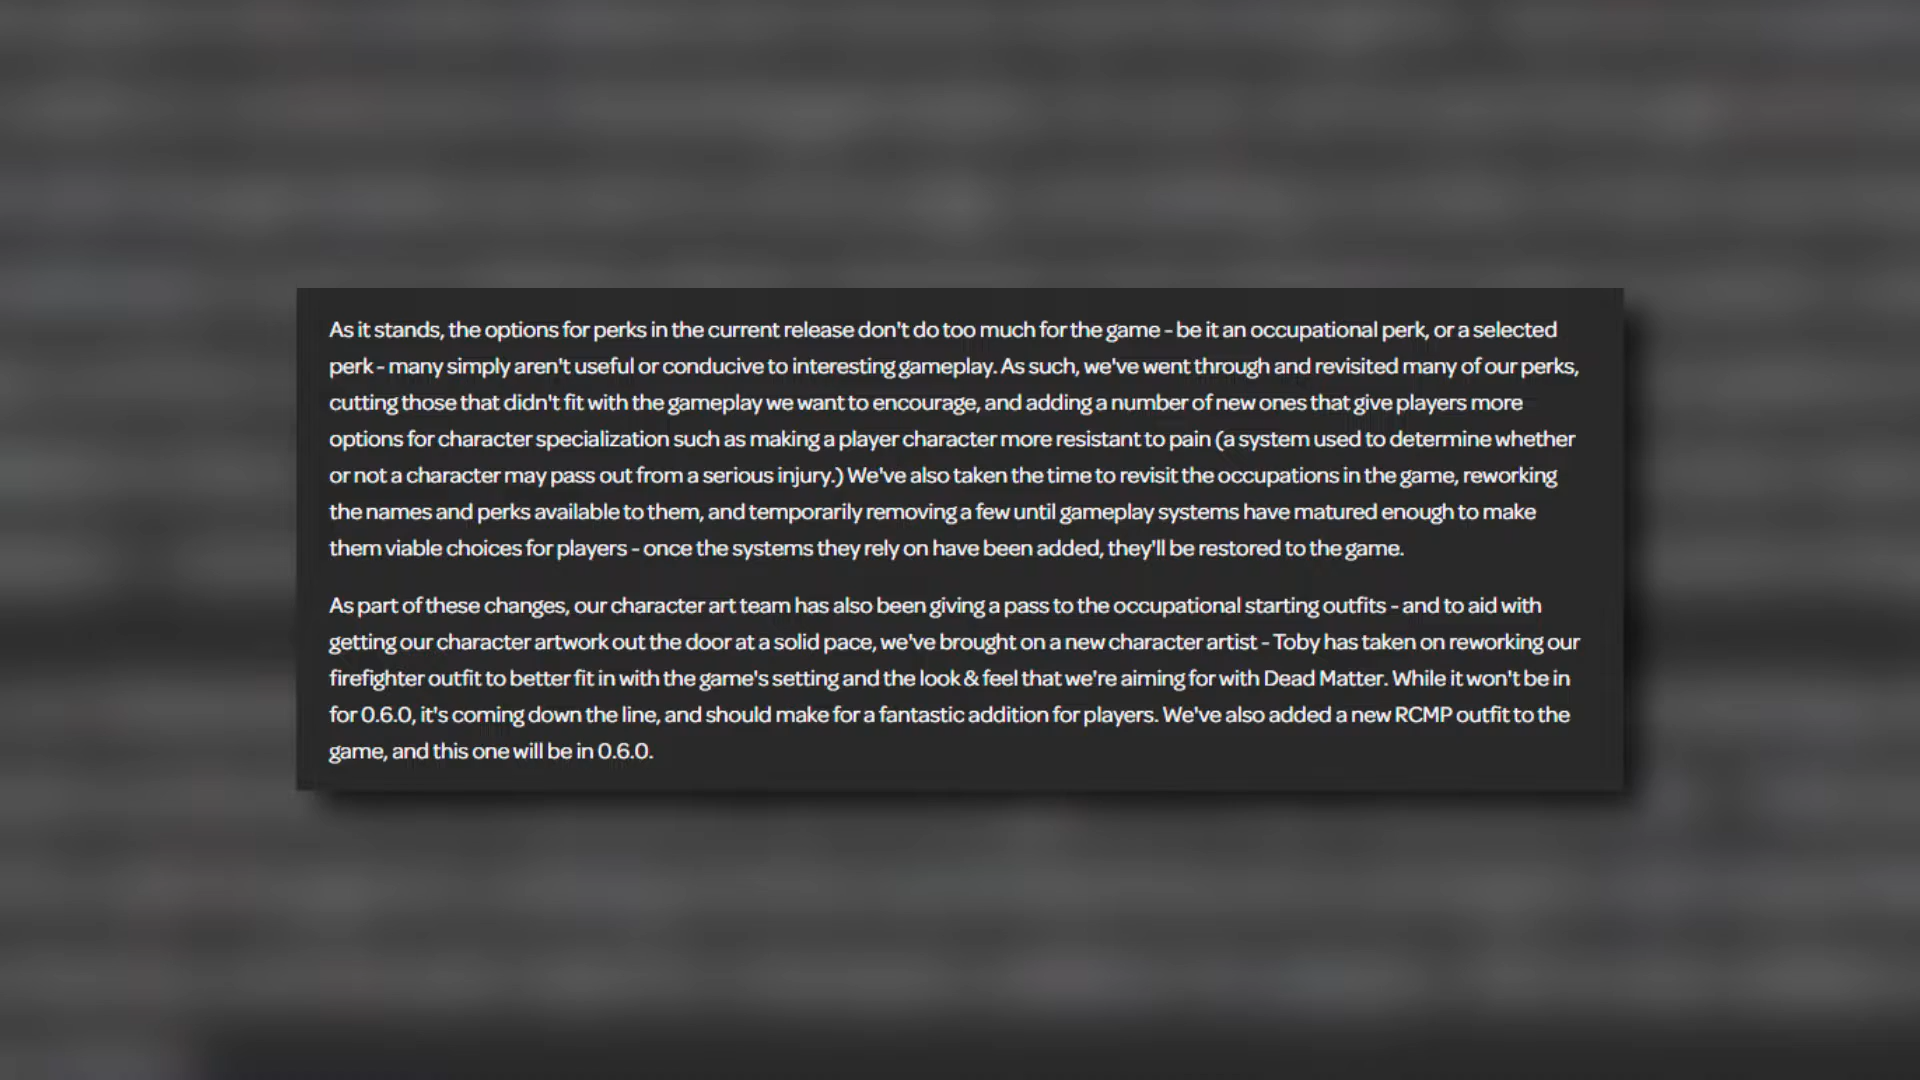 As it stands, the options for perks in the current release don't do too much for the game - be it an occupational perk, or a selected
perk - many simply aren't useful or conducive to interesting gameplay. As such, we've went through and revisited many of our perks,
cutting those that didn't fit with the gameplay we want to encourage, and adding a number of new ones that give players more
options for character specialization such as making a player character more resistant to pain (a system used to determine whether
or not a character may pass out from a serious injury.) We've also taken the time to revisit the occupations in the game, reworking
the names and perks available to them, and temporarily removing a few until gameplay systems have matured enough to make
them viable choices for players - once the systems they rely on have been added, they'll be restored to the game.
As part of these changes, our character art team has also been giving a pass to the occupational starting outfits - and to aid with
getting our character artwork out the door at a solid pace, we've brought on a new character artist - Toby has taken on reworking our
firefighter outfit to better fit in with the game's setting and the look & feel that we're aiming for with Dead Matter. While it won't be in
for 0.6.0, it's coming down the line, and should make for a fantastic addition for players. We've also added a new RCMP outfit to the
game, and this one will be in 0.6.0.